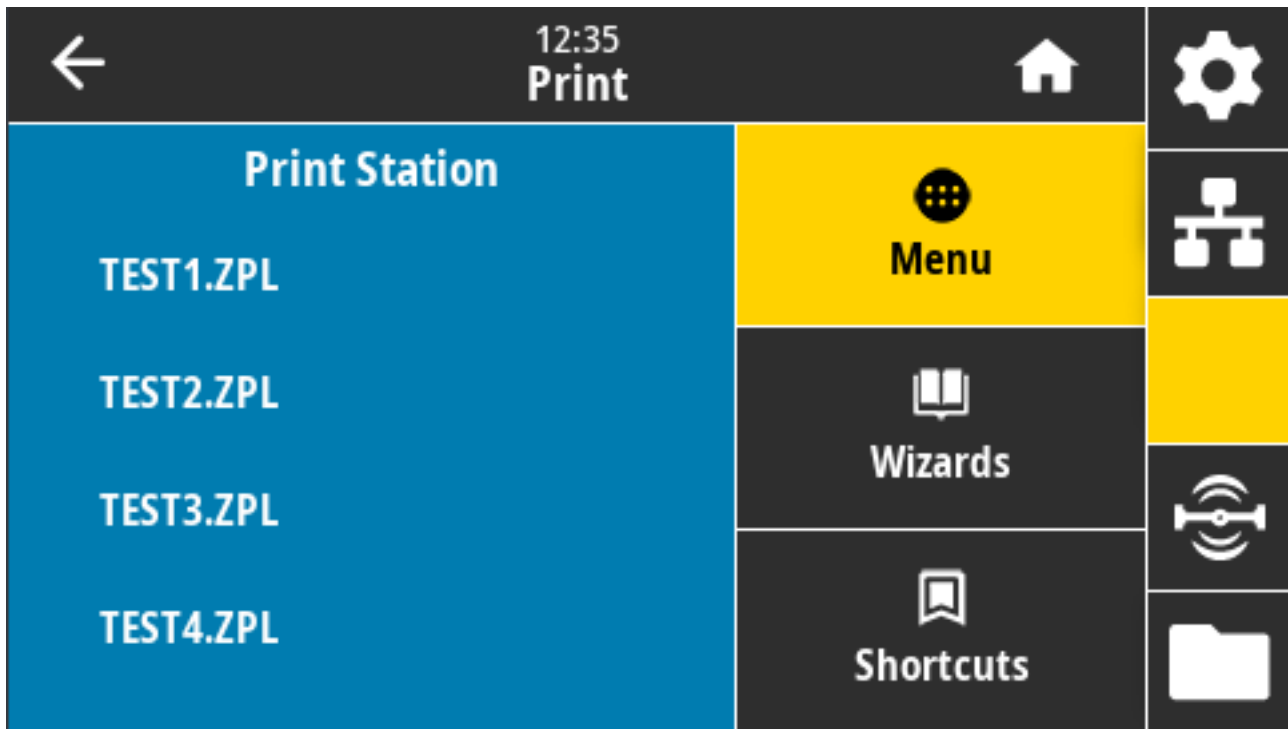 12:35
Print
Print Station
TEST1.ZPL
TEST2.ZPL
TEST3.ZPL
TEST4.ZPL
Menu
Wizards
Shortcuts